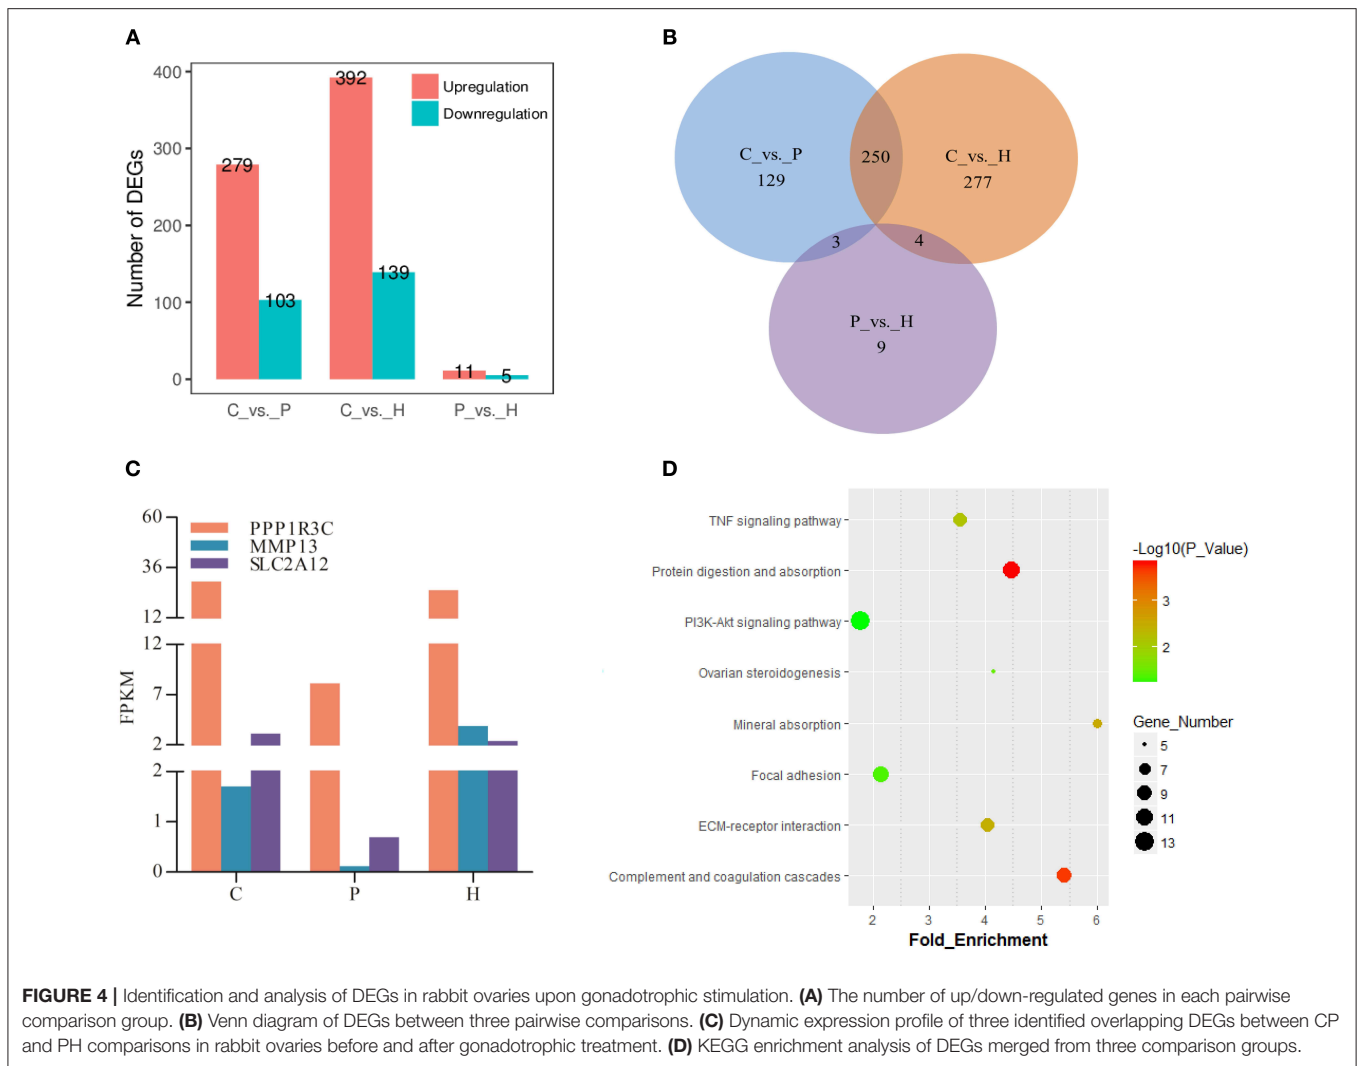 A
400
300
200
100
0
Number of DEGs
279
103
392
139
11
5
Upregulation
Downregulation
C_vs._P
C_vs._H
P_vs._H
B
C_vs._P
129
250
C_vs._H
277
3
4
P_vs._H
9
C
60
36
12
12
7
2
2
1
0
FPKM
PPP1R3C
MMP13
SLC2A12
C
P
H
D
TNF signaling pathway
Protein digestion and absorption
PI3K-Akt signaling pathway
Ovarian steroidogenesis
Mineral absorption
Focal adhesion
ECM-receptor interaction
Complement and coagulation cascades
2
3
4
5
6
Fold_Enrichment
-Log10(P_Value)
3
2
Gene_Number
5
7
9
11
13
FIGURE 4 | Identification and analysis of DEGs in rabbit ovaries upon gonadotrophic stimulation. (A) The number of up/down-regulated genes in each pairwise
comparison group. (B) Venn diagram of DEGs between three pairwise comparisons. (C) Dynamic expression profile of three identified overlapping DEGs between CP
and PH comparisons in rabbit ovaries before and after gonadotrophic treatment. (D) KEGG enrichment analysis of DEGs merged from three comparison groups.